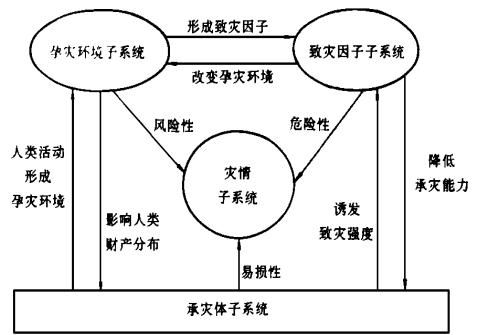 形成致灾因子
孕灾环境子系统
致灾因子子系统
改变孕灾环境
风险性
危险性
人类活动
形成
孕灾环境
灾情
子系统
降低
承灾能力
影响人类
财产分布
诱发
致灾强度
易损性
承灾体子系统